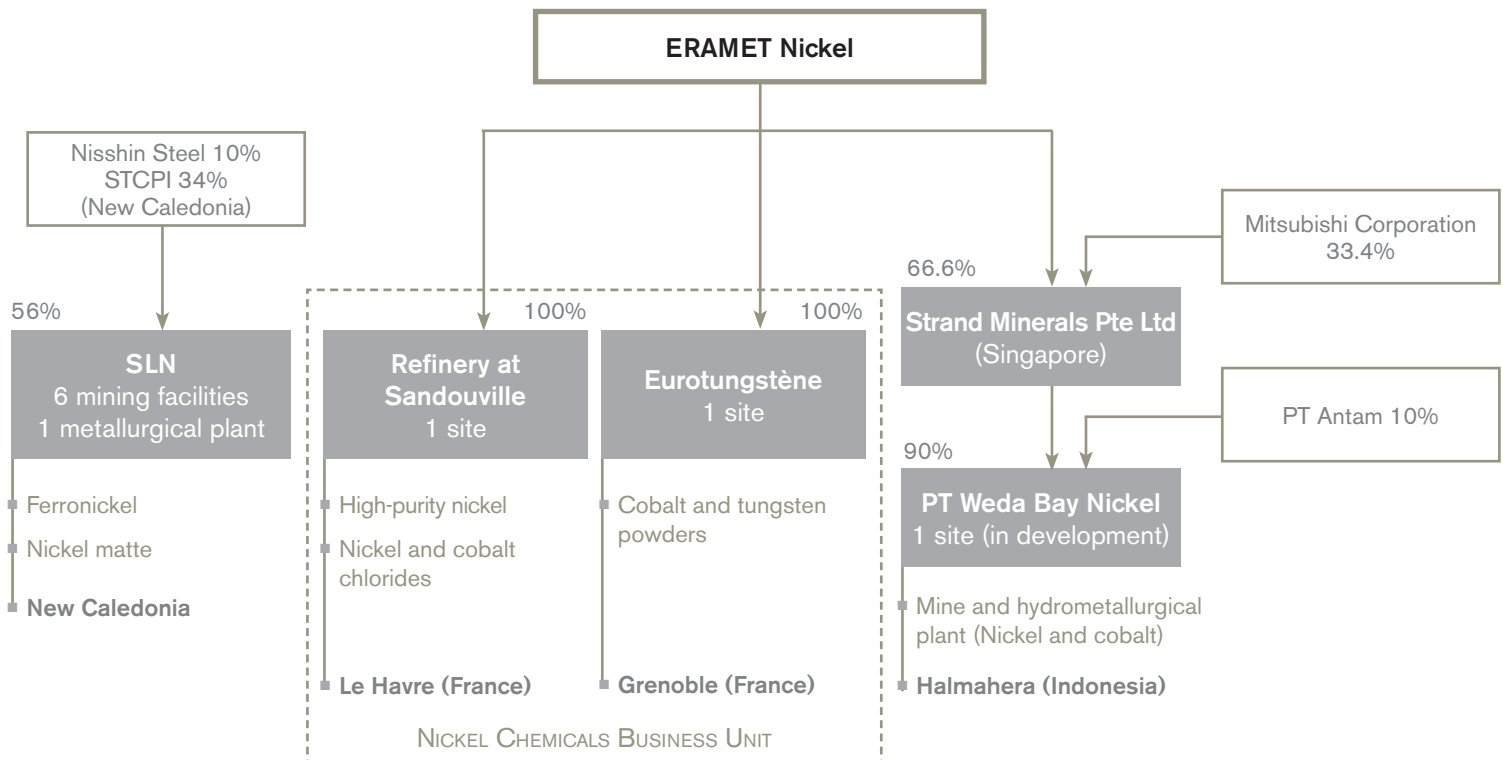 ERAMET Nickel
Nisshin Steel 10%
STCPI 34%
(New Caledonia)
Mitsubishi Corporation
33.4%
56%
SLN
6 mining facilities
1 metallurgical plant
Ferronickel
Nickel matte
New Caledonia
100%
Refinery at
Sandouville
1 site
High-purity nickel
Nickel and cobalt
chlorides
Le Havre (France)
100%
Eurotungstène
1 site
Cobalt and tungsten
powders
Grenoble (France)
NICKEL CHEMICALS BUSINESS UNIT
66.6%
Strand Minerals Pte Ltd
(Singapore)
PT Antam 10%
90%
PT Weda Bay Nickel
1 site (in development)
Mine and hydrometallurgical
plant (Nickel and cobalt)
Halmahera (Indonesia)